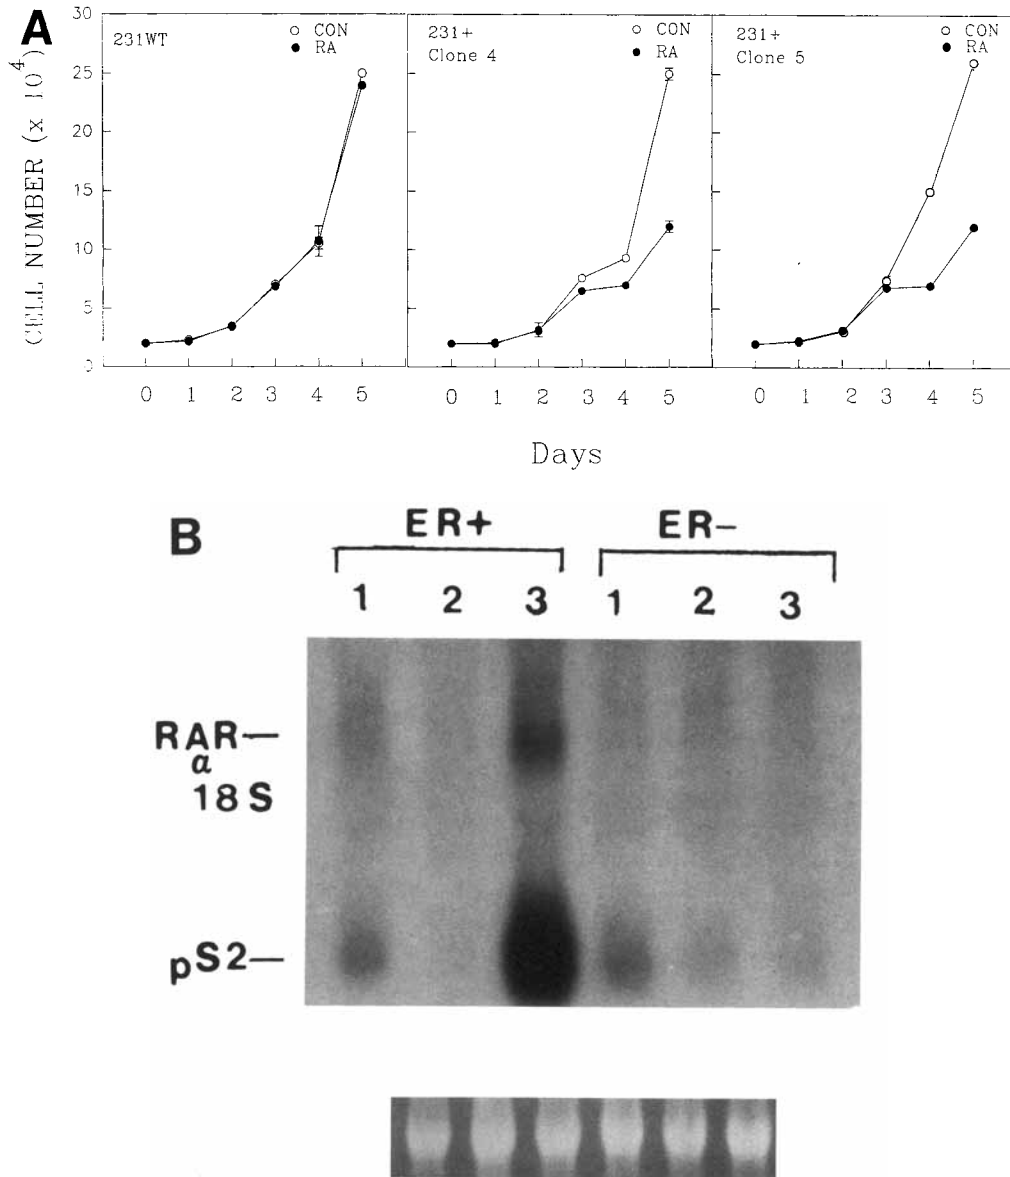 A
CELL NUMBER (x 10^4)
30
25
20
15
10
5
0
231WT
○ CON
● RA
231+
Clone 4
○ CON
● RA
231+
Clone 5
○ CON
● RA
0 1 2 3 4 5
0 1 2 3 4 5
0 1 2 3 4 5
Days
B
ER+ ER-
1 2 3 1 2 3
RAR—
α
18S
pS2—